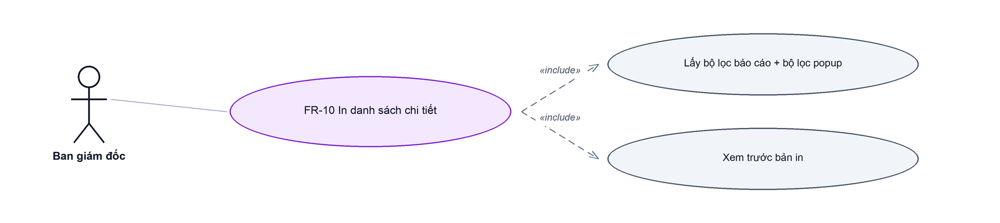 Ban giám đốc
FR-10 In danh sách chi tiết
«include»
«include»
Lấy bộ lọc báo cáo + bộ lọc popup
Xem trước bản in